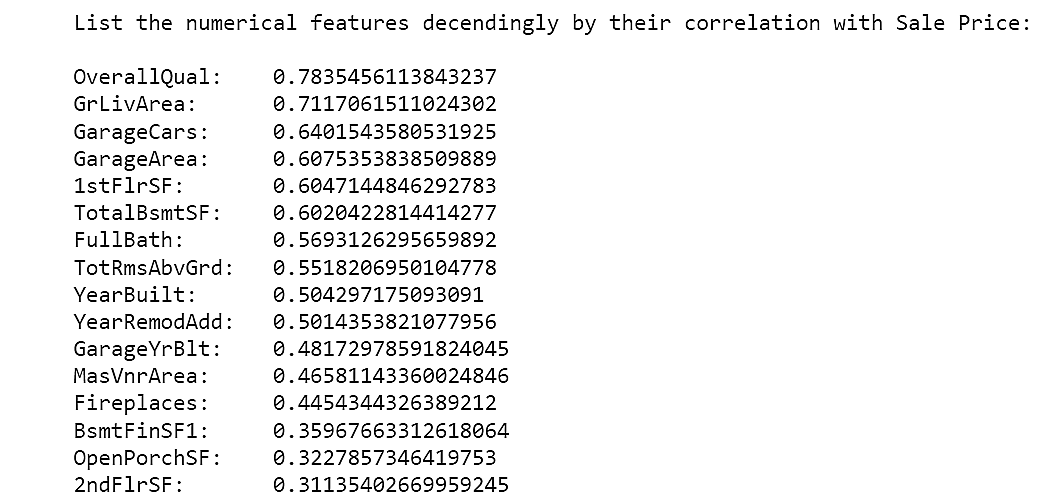 List the numerical features decendingly by their correlation with Sale Price:
OverallQual: 0.7835456113843237
GrLivArea: 0.7117061511024302
GarageCars: 0.6401543580531925
GarageArea: 0.6075353838509889
1stFlrSF: 0.6047144846292783
TotalBsmtSF: 0.6020422814414277
FullBath: 0.5693126295659892
TotRmsAbvGrd: 0.5518206950104778
YearBuilt: 0.504297175093091
YearRemodAdd: 0.5014353821077956
GarageYrBlt: 0.48172978591824045
MasVnrArea: 0.46581143360024846
Fireplaces: 0.4454344326389212
BsmtFinSF1: 0.35967663312618064
OpenPorchSF: 0.3227857346419753
2ndFlrSF: 0.31135402669959245